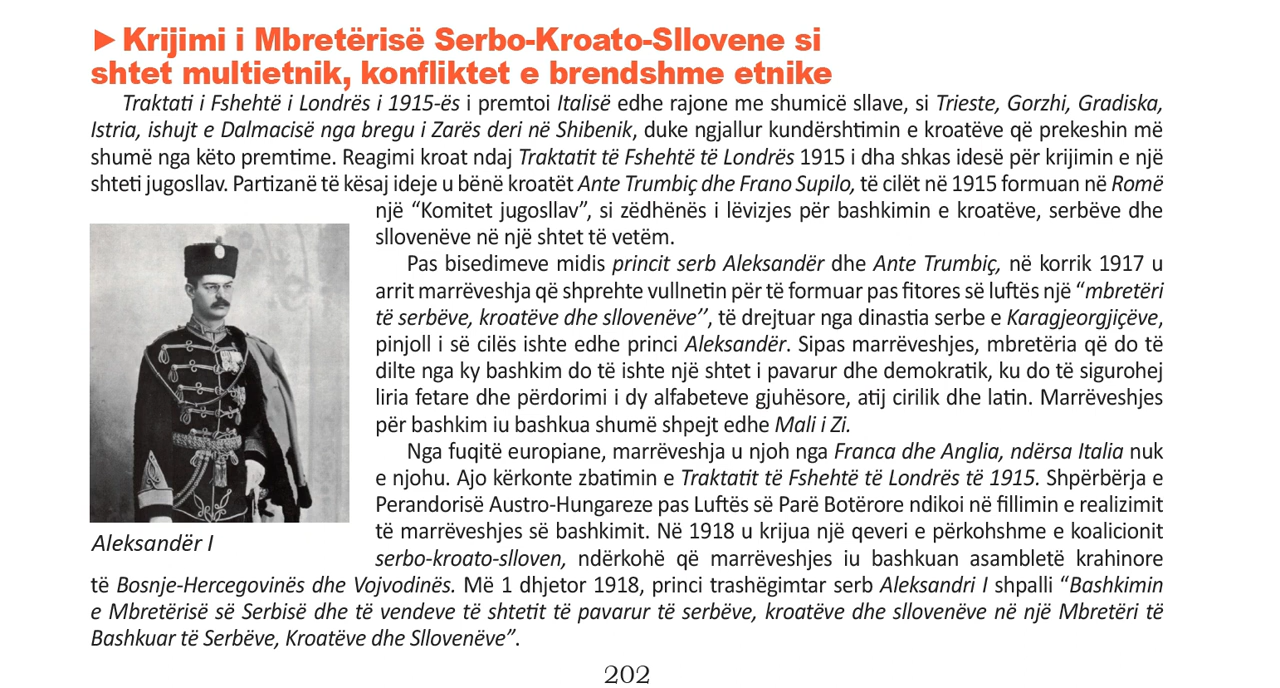 ►Krijimi i Mbretërisë Serbo-Kroato-Sllovene si
shtet multietnik, konfliktet e brendshme etnike
Traktati i Fshehtë i Londrës i 1915-ës i premtoi Italisë edhe rajone me shumicë sllave, si Trieste, Gorzhi, Gradiska,
Istria, ishujt e Dalmacisë nga bregu i Zarës deri në Shibenik, duke ngjallur kundërshtimin e kroatëve që prekeshin më
shumë nga këto premtime. Reagimi kroat ndaj Traktatit të Fshehtë të Londrës 1915 i dha shkas idesë për krijimin e një
shteti jugosllav. Partizanë të kësaj ideje u bënë kroatët Ante Trumbiç dhe Frano Supilo, të cilët në 1915 formuan në Romë
një “Komitet jugosllav”, si zëdhënës i lëvizjes për bashkimin e kroatëve, serbëve dhe
sllovenëve në një shtet të vetëm.
Pas bisedimeve midis princit serb Aleksandër dhe Ante Trumbiç, në korrik 1917 u
arrit marrëveshja që shprehte vullnetin për të formuar pas fitores së luftës një “mbretëri
të serbëve, kroatëve dhe sllovenëve’’, të drejtuar nga dinastia serbe e Karagjeorgjiçëve,
pinjoll i së cilës ishte edhe princi Aleksandër. Sipas marrëveshjes, mbretëria që do të
dilte nga ky bashkim do të ishte një shtet i pavarur dhe demokratik, ku do të sigurohej
liria fetare dhe përdorimi i dy alfabeteve gjuhësore, atij cirilik dhe latin. Marrëveshjes
për bashkim iu bashkua shumë shpejt edhe Mali i Zi.
Nga fuqitë europiane, marrëveshja u njoh nga Franca dhe Anglia, ndërsa Italia nuk
e njohu. Ajo kërkonte zbatimin e Traktatit të Fshehtë të Londrës të 1915. Shpërbërja e
Perandorisë Austro-Hungareze pas Luftës së Parë Botërore ndikoi në fillimin e realizimit
të marrëveshjes së bashkimit. Në 1918 u krijua një qeveri e përkohshme e koalicionit
serbo-kroato-slloven, ndërkohë që marrëveshjes iu bashkuan asambletë krahinore
të Bosnje-Hercegovinës dhe Vojvodinës. Më 1 dhjetor 1918, princi trashëgimtar serb Aleksandri I shpalli “Bashkimin
e Mbretërisë së Serbisë dhe të vendeve të shtetit të pavarur të serbëve, kroatëve dhe sllovenëve në një Mbretëri të
Bashkuar të Serbëve, Kroatëve dhe Sllovenëve”.
Aleksandër I
202